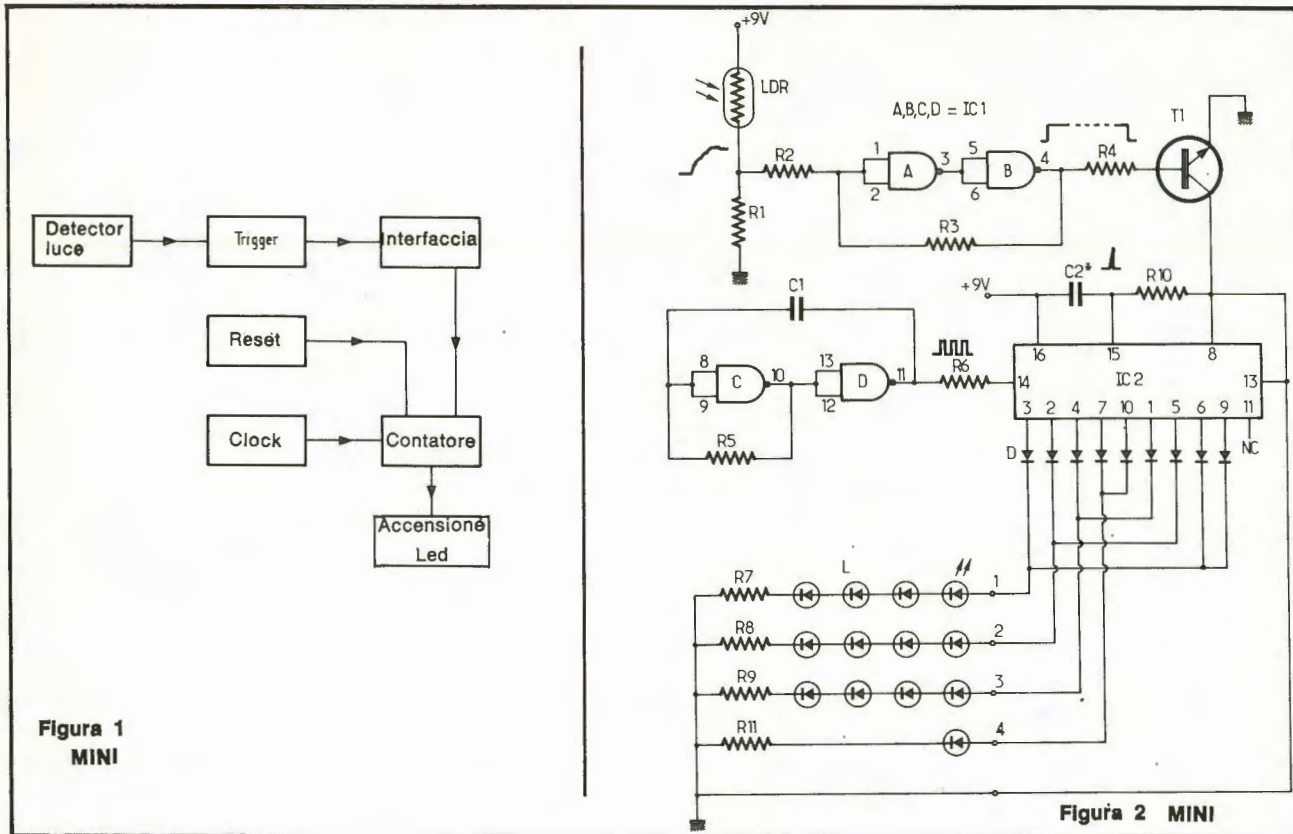 Detector
luce
Trigger
Interfaccia
Reset
Clock
Contatore
Accensione
Led
Figura 1
MINI
+9V
LDR
A,B,C,D = IC1
T1
R2
1
2
A
3
5
6
B
4
R4
R1
R3
+9V
C2*
R10
C1
16
15
8
8
9
C
10
13
12
D
11
R6
14
IC2
13
3 2 4 7 10 1 5 6 9 11
R5
D
NC
R7
L
1
R8
2
R9
3
R11
4
Figura 2 MINI